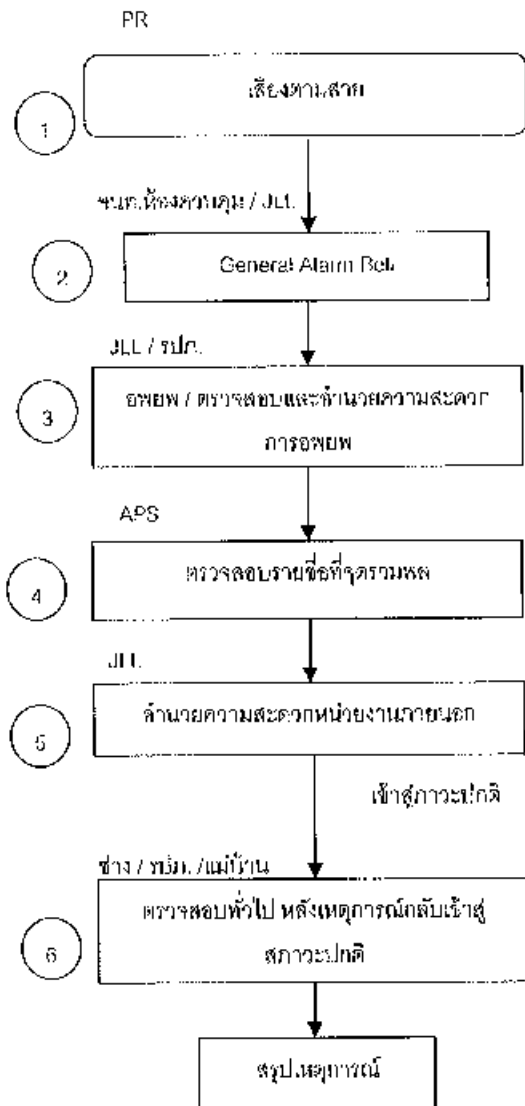 PR
เสียงตามสาย
1
จนท.ห้องควบคุม / JLL
General Alarm Bell
2
JLL / รปภ.
อพยพ / ตรวจสอบและอำนวยความสะดวก
การอพยพ
3
APS
ตรวจสอบรายชื่อที่จุดรวมพล
4
JLL
อำนวยความสะดวกหน่วยงานภายนอก
5
เข้าสู่ภาวะปกติ
ช่าง / รปภ. /แม่บ้าน
ตรวจสอบทั่วไป หลังเหตุการณ์กลับเข้าสู่
สภาวะปกติ
6
สรุปเหตุการณ์